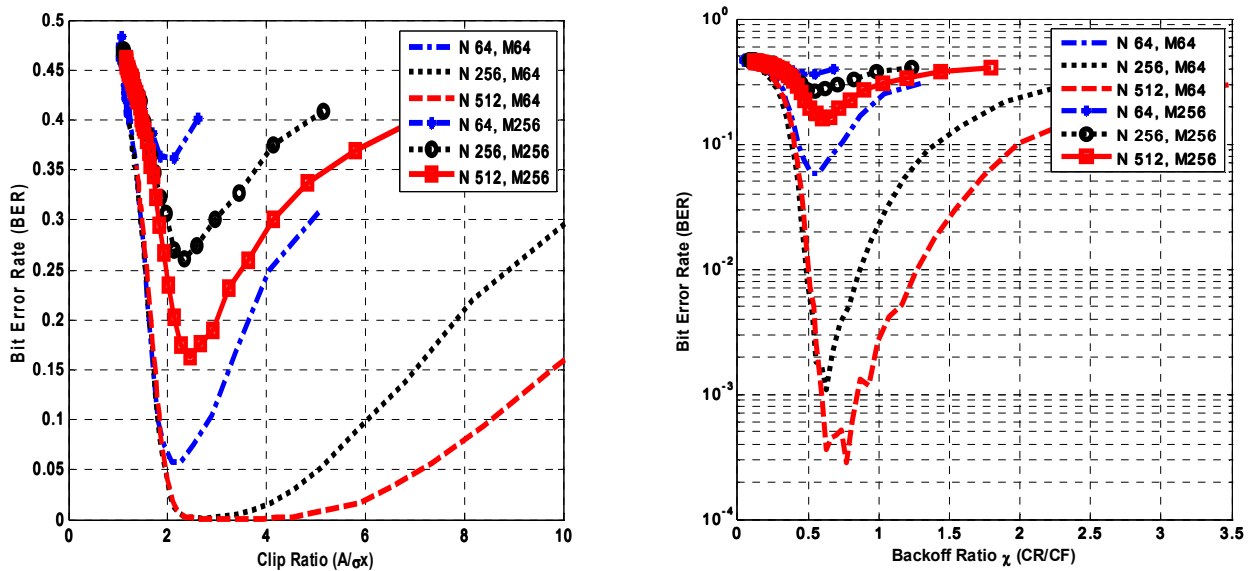 0.5
0.45
0.4
0.35
0.3
0.25
0.2
0.15
0.1
0.05
0
0 2 4 6 8 10
Bit Error Rate (BER)
Clip Ratio (A/σx)
N 64, M64
N 256, M64
N 512, M64
N 64, M256
N 256, M256
N 512, M256
10^0
10^-1
10^-2
10^-3
10^-4
0 0.5 1 1.5 2 2.5 3 3.5
Bit Error Rate (BER)
Backoff Ratio χ (CR/CF)
N 64, M64
N 256, M64
N 512, M64
N 64, M256
N 256, M256
N 512, M256